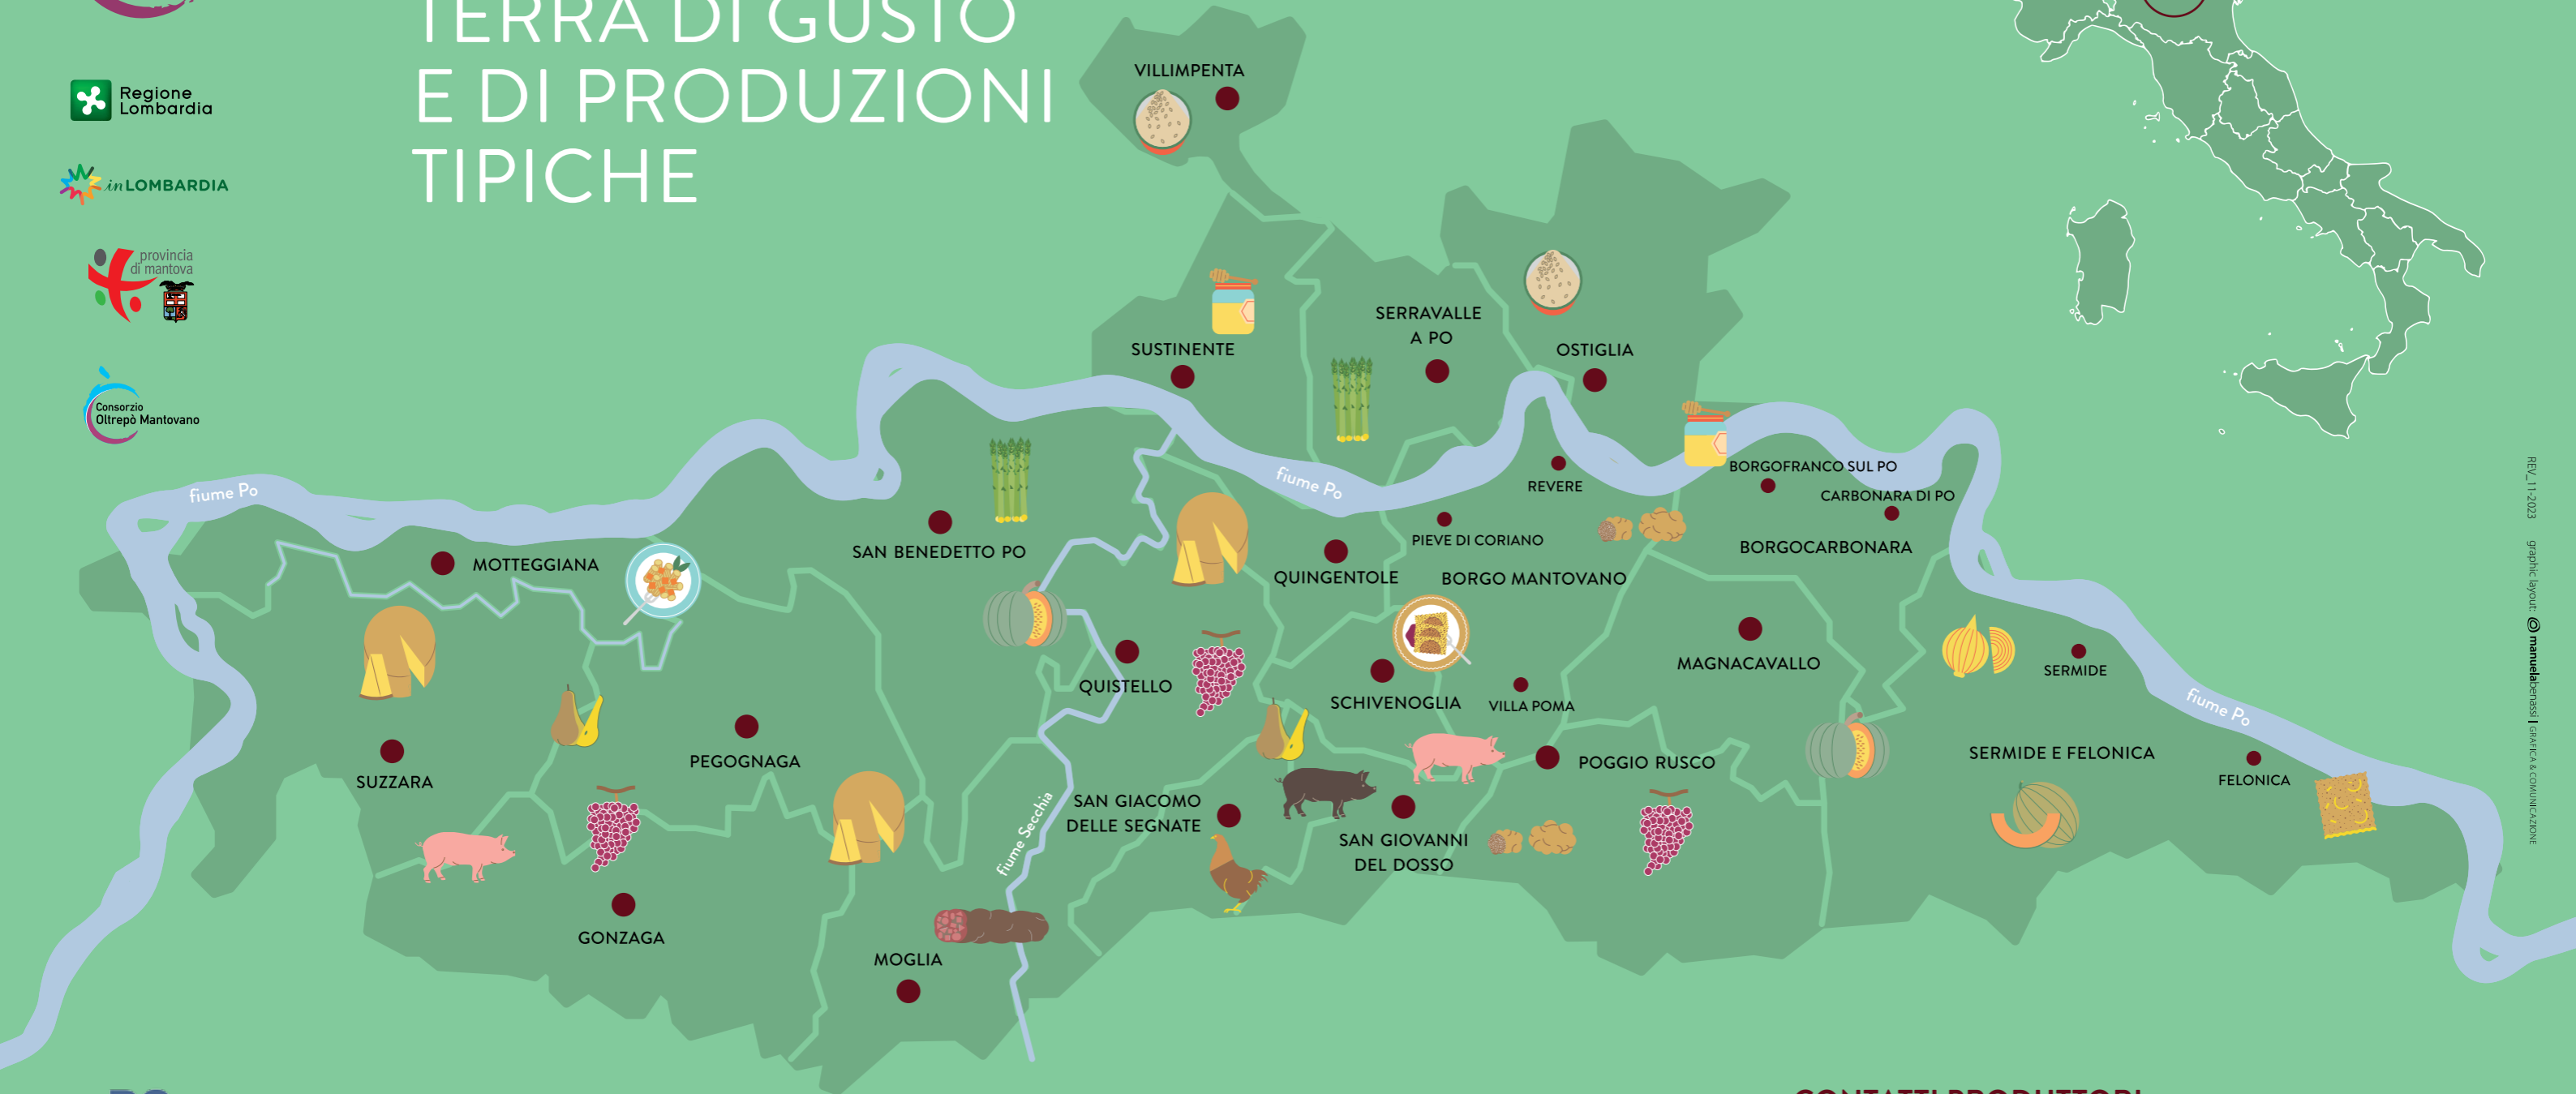 TERRA DI GUSTO
E DI PRODUZIONI
TIPICHE
Regione
Lombardia
inLOMBARDIA
provincia
di mantova
Consorzio
Oltrepò Mantovano
VILLIMPENTA
SUSTINENTE
SERRAVALLE
A PO
OSTIGLIA
fiume Po
fiume Po
REVERE
BORGOFRANCO SUL PO
CARBONARA DI PO
BORGOCARBONARA
MOTTEGGIANA
SAN BENEDETTO PO
PIEVE DI CORIANO
QUINGENTOLE
BORGO MANTOVANO
QUISTELLO
SCHIVENOGLIA
VILLA POMA
MAGNACAVALLO
SERMIDE
fiume Po
SUZZARA
PEGOGNAGA
POGGIO RUSCO
SERMIDE E FELONICA
FELONICA
SAN GIACOMO
DELLE SEGNATE
fiume Secchia
SAN GIOVANNI
DEL DOSSO
GONZAGA
MOGLIA
REV_11-2023 graphic layout: manuelabenassi | GRAFICA & COMUNICAZIONE
CONTATTI PRODUTTORI